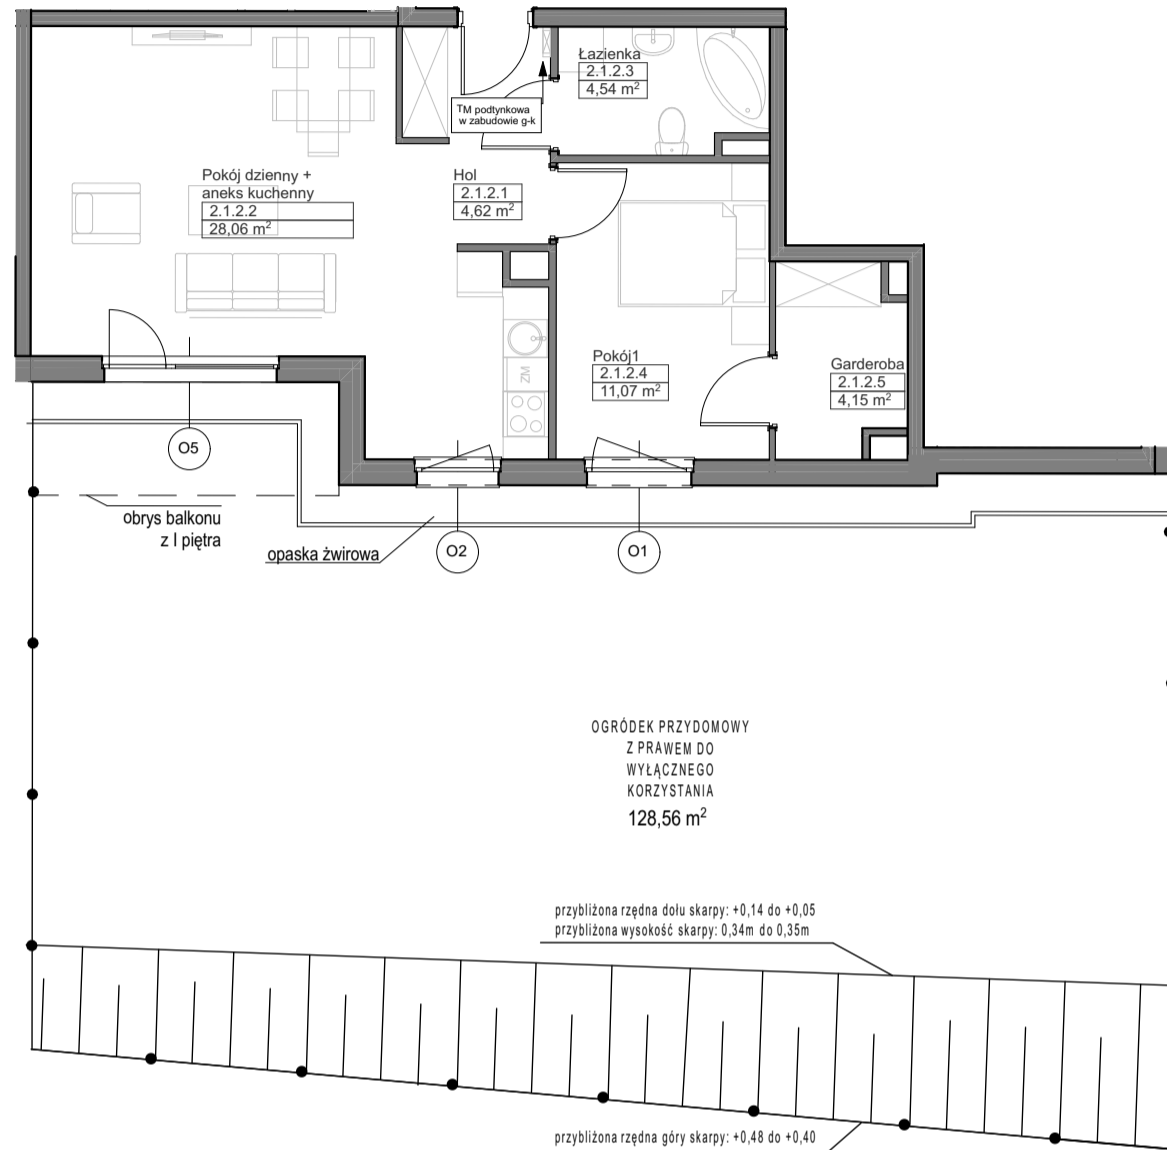 Łazienka
2.1.2.3
4,54 m²
TM podtynkowa
w zabudowie g-k
Pokój dzienny +
aneks kuchenny
2.1.2.2
28,06 m²
Hol
2.1.2.1
4,62 m²
Pokój1
2.1.2.4
11,07 m²
Garderoba
2.1.2.5
4,15 m²
ZM
O5
obrys balkonu
z I piętra
opaska żwirowa
O2
O1
OGRÓDEK PRZYDOMOWY
Z PRAWEM DO
WYŁĄCZNEGO
KORZYSTANIA
128,56 m²
przybliżona rzędna dołu skarpy: +0,14 do +0,05
przybliżona wysokość skarpy: 0,34m do 0,35m
przybliżona rzędna góry skarpy: +0,48 do +0,40